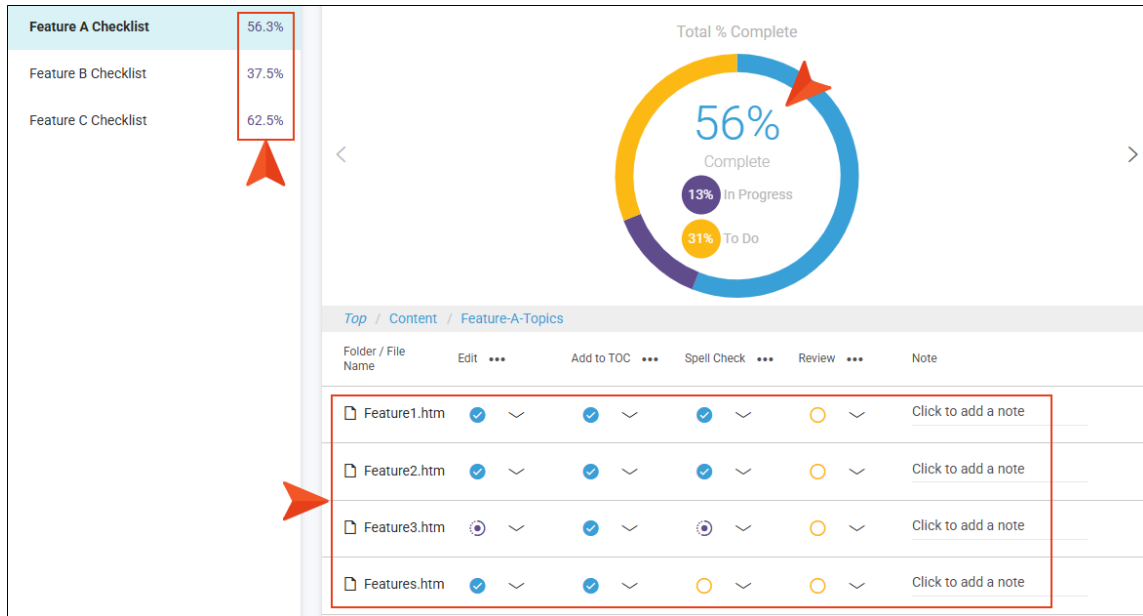 Feature A Checklist 56.3%
Feature B Checklist 37.5%
Feature C Checklist 62.5%
Total % Complete
56%
Complete
13% In Progress
31% To Do
Top / Content / Feature-A-Topics
Folder / File
Name
Edit ••• Add to TOC ••• Spell Check ••• Review ••• Note
Feature1.htm Click to add a note
Feature2.htm Click to add a note
Feature3.htm Click to add a note
Features.htm Click to add a note